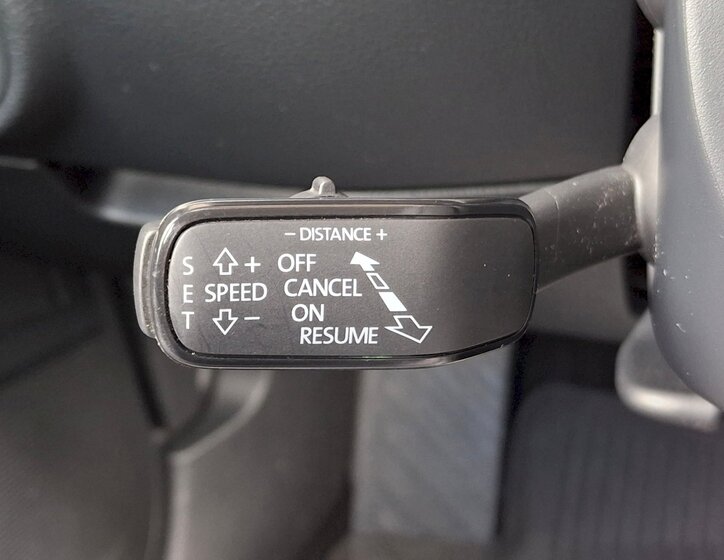 – DISTANCE +
S + OFF
E SPEED CANCEL
T – ON
RESUME